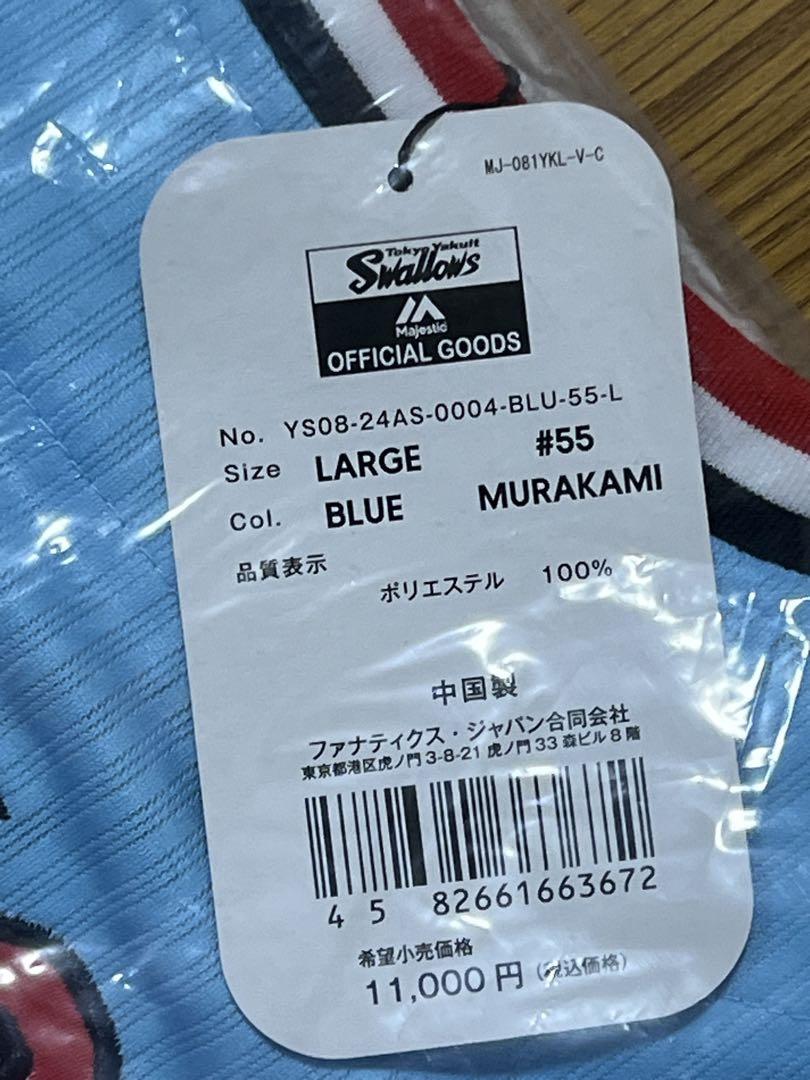 MJ-081YKL-V-C
Tokyo Yakult
Swallows
Majestic
OFFICIAL GOODS
No. YS08-24AS-0004-BLU-55-L
Size LARGE #55
Col. BLUE MURAKAMI
品質表示
ポリエステル 100%
中国製
ファナティクス・ジャパン合同会社
東京都港区虎ノ門3-8-21 虎ノ門33森ビル8階
4 5 82661663672
希望小売価格
11,000円(税込価格)